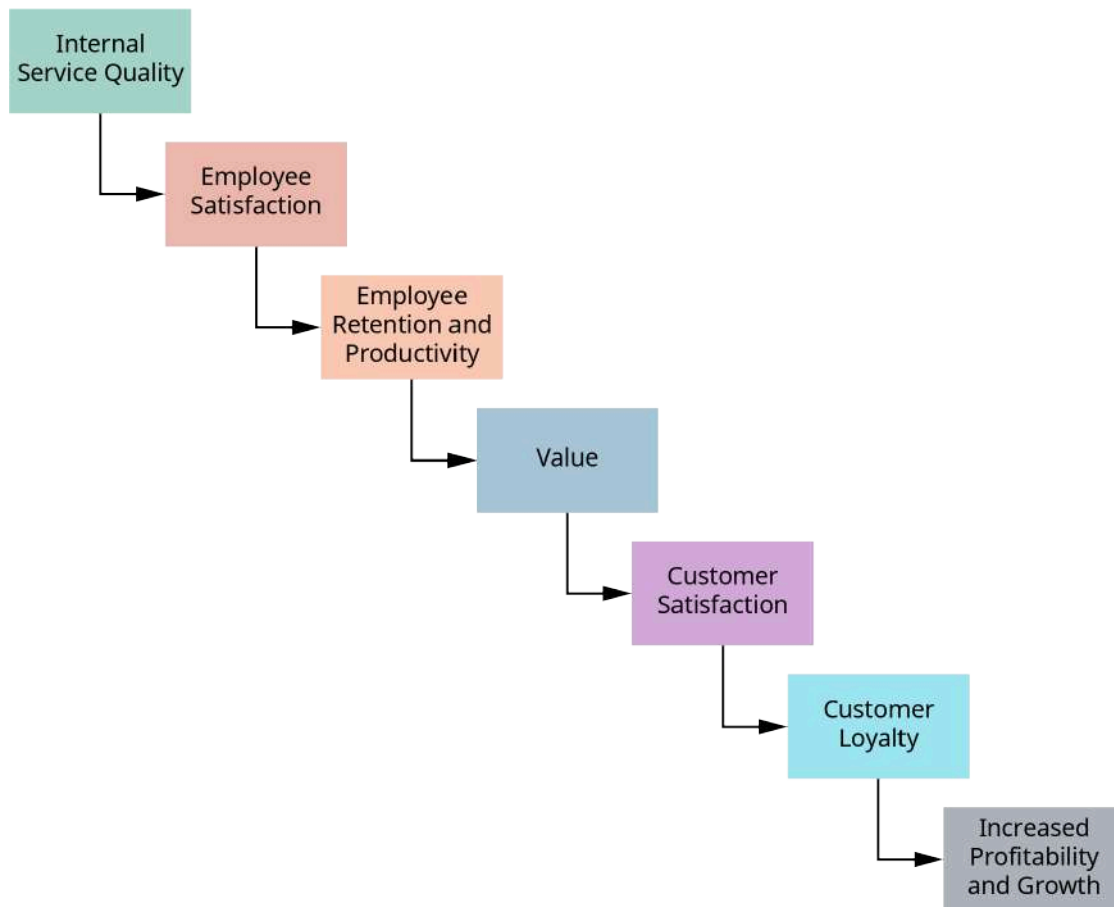 Internal
Service Quality
Employee
Satisfaction
Employee
Retention and
Productivity
Value
Customer
Satisfaction
Customer
Loyalty
Increased
Profitability
and Growth